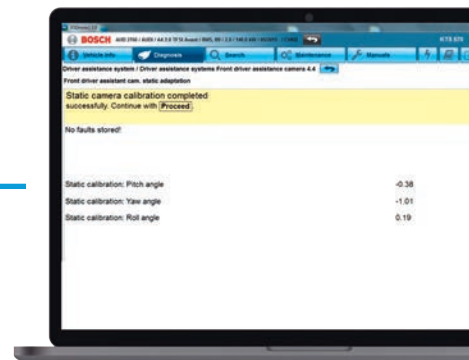 BOSCH
KTS 570
Vehicle info Diagnosis Search Maintenance Manuals
Driver assistance system / Driver assistance systems Front driver assistance camera 4.4
Front driver assistant cam. static adaptation
Static camera calibration completed
successfully. Continue with Proceed
No faults stored!
Static calibration: Pitch angle -0.38
Static calibration: Yaw angle -1.01
Static calibration: Roll angle 0.19